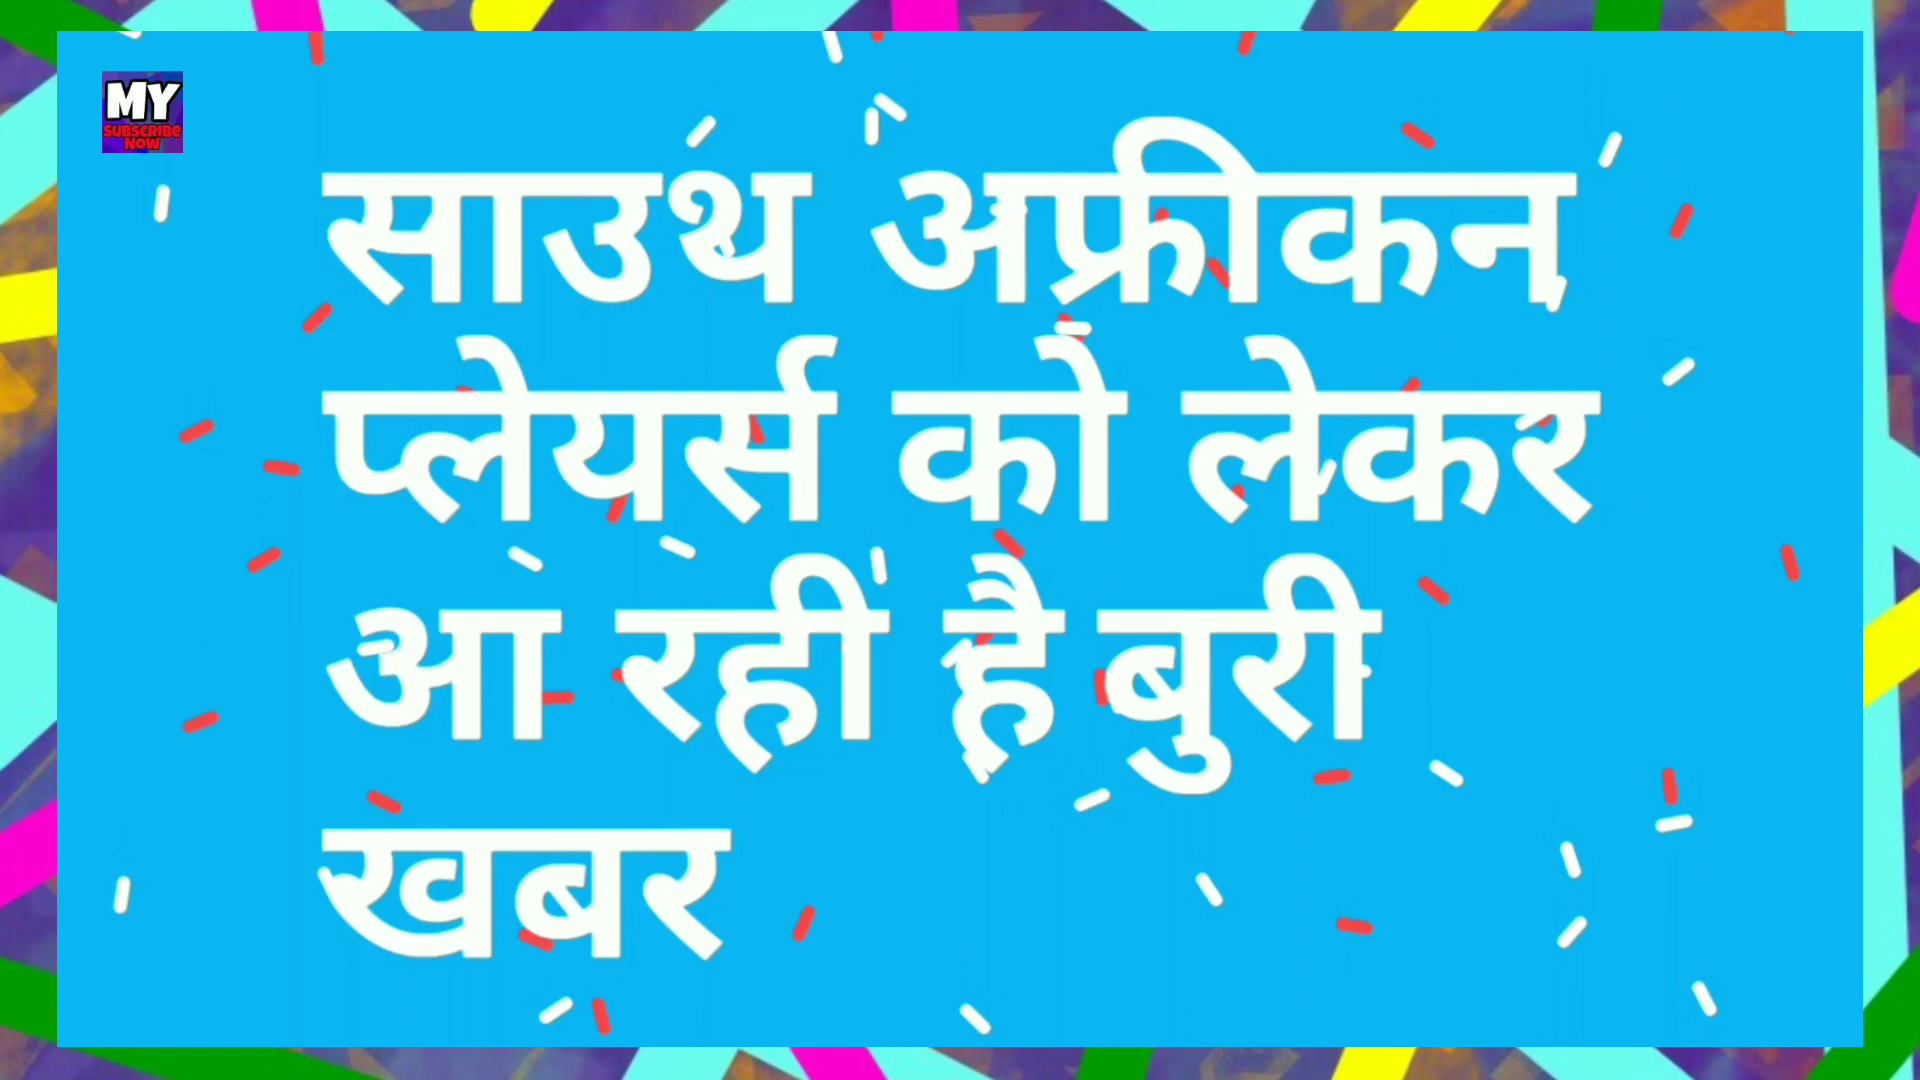 MY
SUBSCRIBE
NOW
साउथ अफ्रीकन
प्लेयर्स को लेकर
आ रही है बुरी
खबर